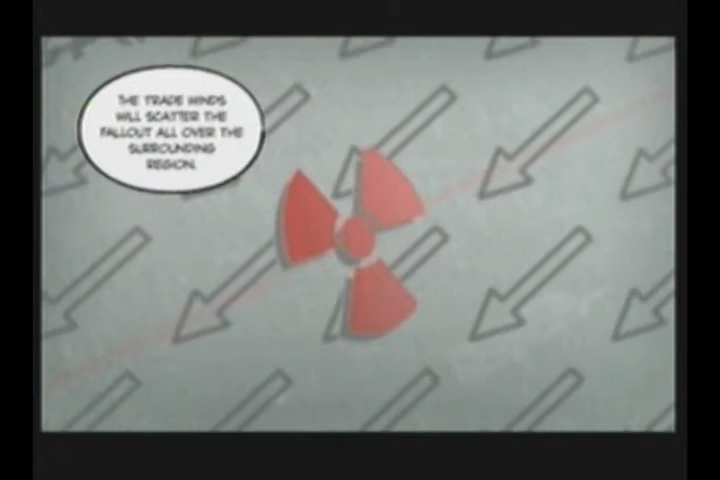 THE TRADE WINDS
WILL SCATTER THE
FALLOUT ALL OVER THE
SURROUNDING
REGION.